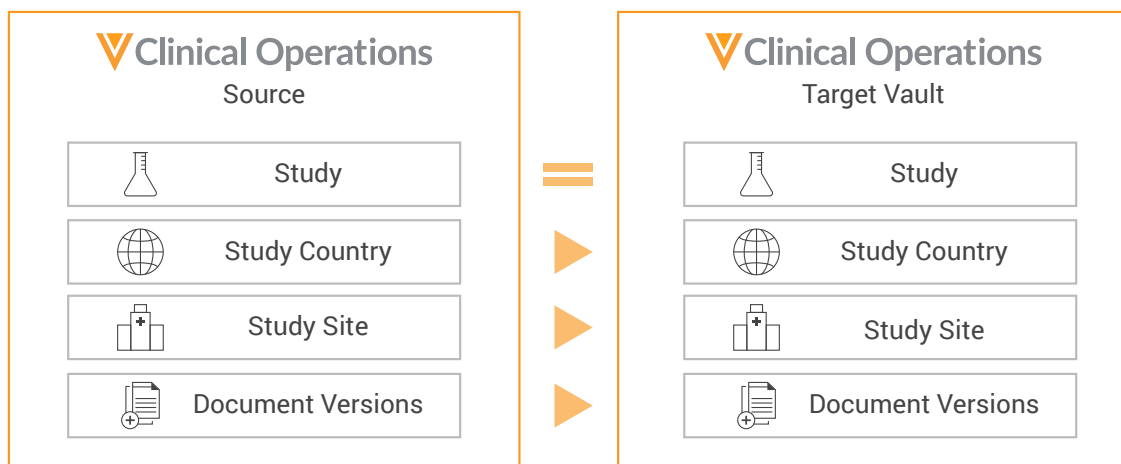 Clinical Operations
Source
Study
Study Country
Study Site
Document Versions
Clinical Operations
Target Vault
Study
Study Country
Study Site
Document Versions